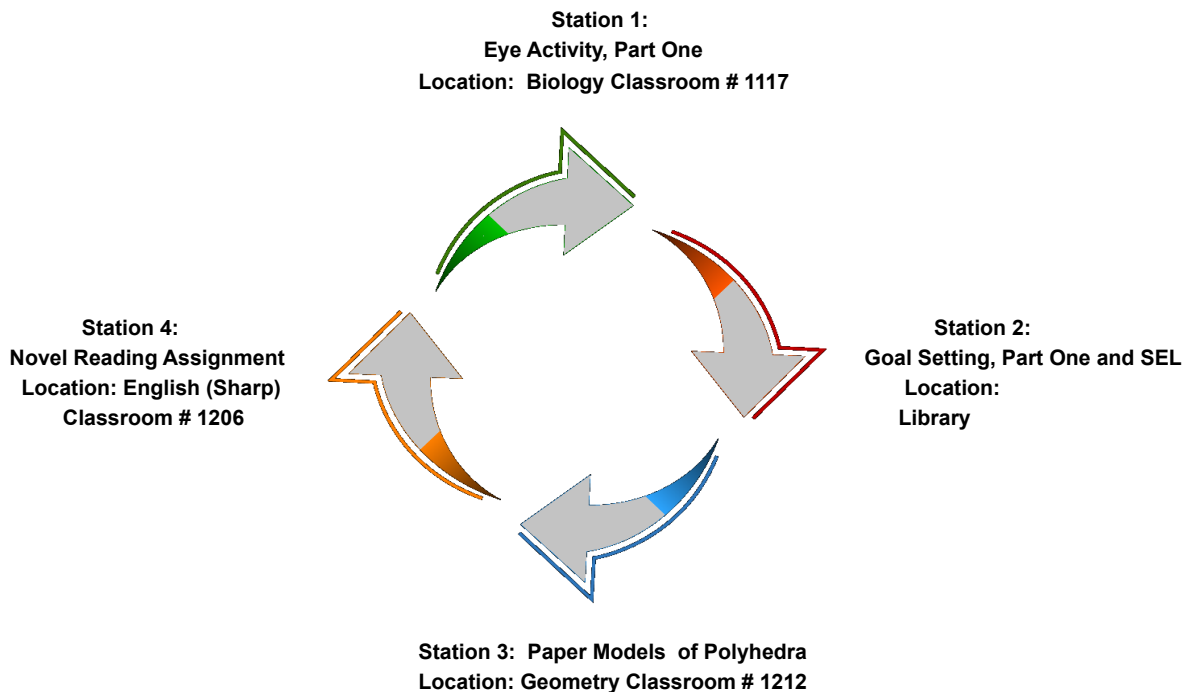 Station 1:
Eye Activity, Part One
Location: Biology Classroom # 1117
Station 2:
Goal Setting, Part One and SEL
Location:
Library
Station 3: Paper Models of Polyhedra
Location: Geometry Classroom # 1212
Station 4:
Novel Reading Assignment
Location: English (Sharp)
Classroom # 1206